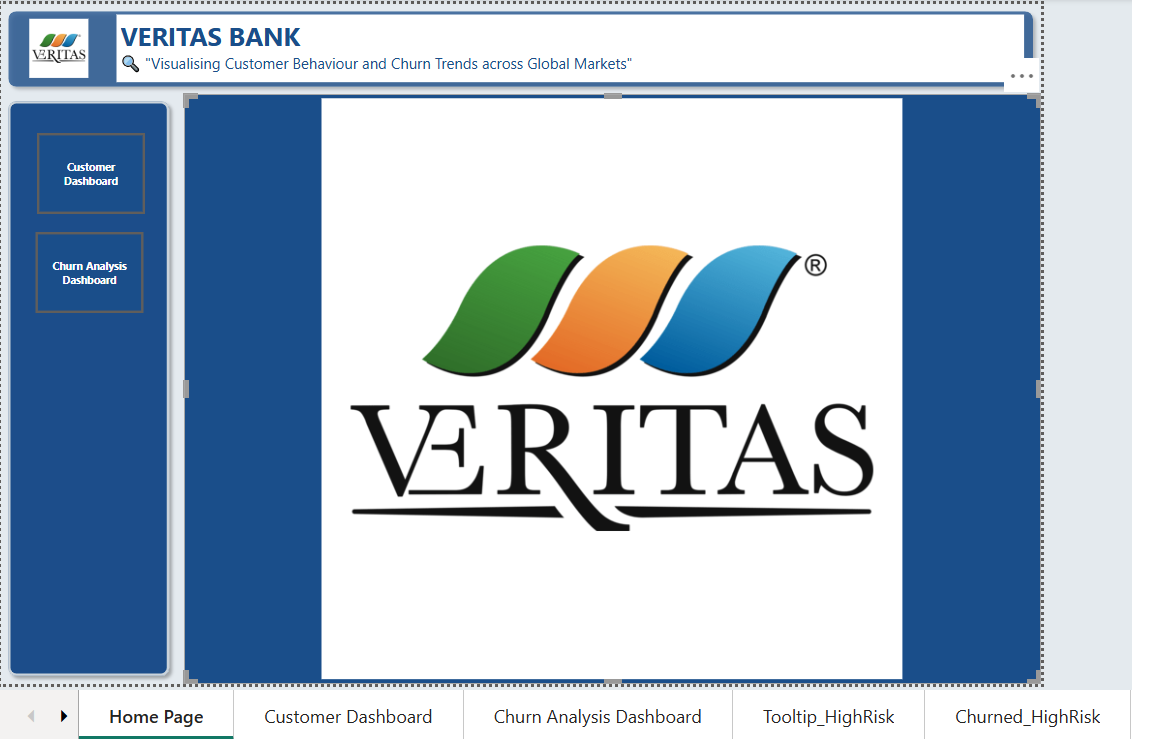 VERITAS
VERITAS BANK
🔍 "Visualising Customer Behaviour and Churn Trends across Global Markets"
Customer
Dashboard
Churn Analysis
Dashboard
®
VERITAS
Home Page
Customer Dashboard
Churn Analysis Dashboard
Tooltip_HighRisk
Churned_HighRisk